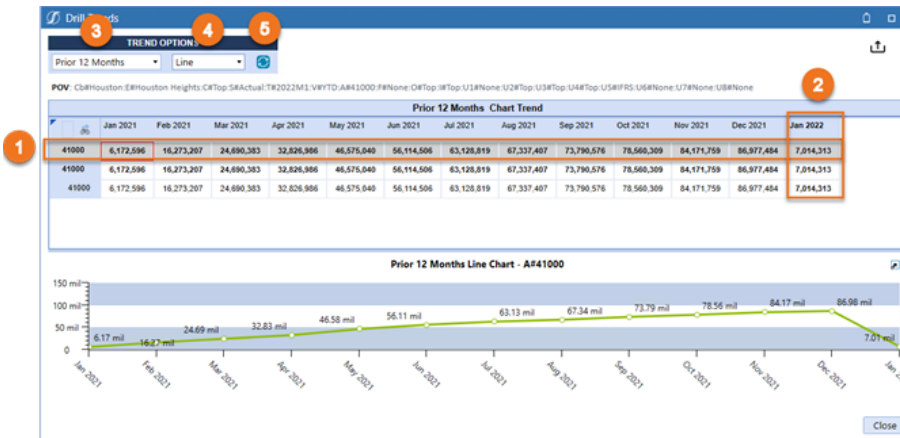 Drill Trends
3
4
5
TREND OPTIONS
Prior 12 Months
Line
POV: Cb#Houston:E#Houston Heights:C#Top:S#Actual:T#2022M1:V#YTD:A#41000:F#None:O#Top:I#Top:U1#None:U2#Top:U3#Top:U4#Top:U5#IFRS:U6#None:U7#None:U8#None
2
Prior 12 Months Chart Trend
Jan 2021 Feb 2021 Mar 2021 Apr 2021 May 2021 Jun 2021 Jul 2021 Aug 2021 Sep 2021 Oct 2021 Nov 2021 Dec 2021 Jan 2022
1
41000 6,172,596 16,273,207 24,690,383 32,826,986 46,575,040 56,114,506 63,128,819 67,337,407 73,790,576 78,560,309 84,171,759 86,977,484 7,014,313
41000 6,172,596 16,273,207 24,690,383 32,826,986 46,575,040 56,114,506 63,128,819 67,337,407 73,790,576 78,560,309 84,171,759 86,977,484 7,014,313
41000 6,172,596 16,273,207 24,690,383 32,826,986 46,575,040 56,114,506 63,128,819 67,337,407 73,790,576 78,560,309 84,171,759 86,977,484 7,014,313
Prior 12 Months Line Chart - A#41000
150 mil
100 mil
50 mil
0
6.17 mil 16.27 mil 24.69 mil 32.83 mil 46.58 mil 56.11 mil 63.13 mil 67.34 mil 73.79 mil 78.56 mil 84.17 mil 86.98 mil 7.01 mil
Jan 2021 Feb 2021 Mar 2021 Apr 2021 May 2021 Jun 2021 Jul 2021 Aug 2021 Sep 2021 Oct 2021 Nov 2021 Dec 2021 Jan
Close